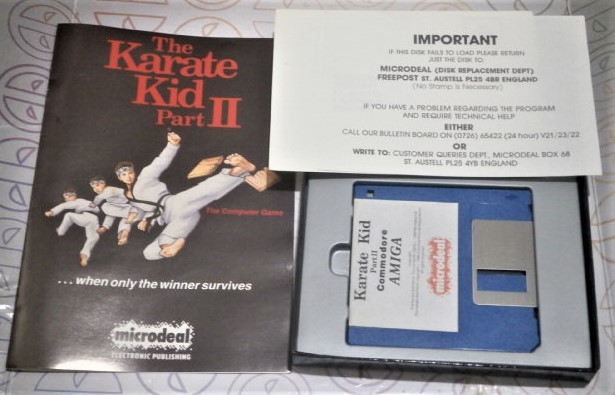 The
Karate
Kid
Part II
The Computer Game
... when only the winner survives
microdeal
ELECTRONIC PUBLISHING
IMPORTANT
IF THIS DISK FAILS TO LOAD PLEASE RETURN
JUST THE DISK TO:
MICRODEAL (DISK REPLACEMENT DEPT)
FREEPOST ST. AUSTELL PL25 4BR ENGLAND
(No Stamp is Necessary)
IF YOU HAVE A PROBLEM REGARDING THE PROGRAM
AND REQUIRE TECHNICAL HELP
EITHER
CALL OUR BULLETIN BOARD ON (0726) 65422 (24 hour) V21/23/22
OR
WRITE TO: CUSTOMER QUERIES DEPT., MICRODEAL BOX 68
ST. AUSTELL PL25 4YB ENGLAND
Karate Kid
Part II
Commodore
AMIGA
microdeal